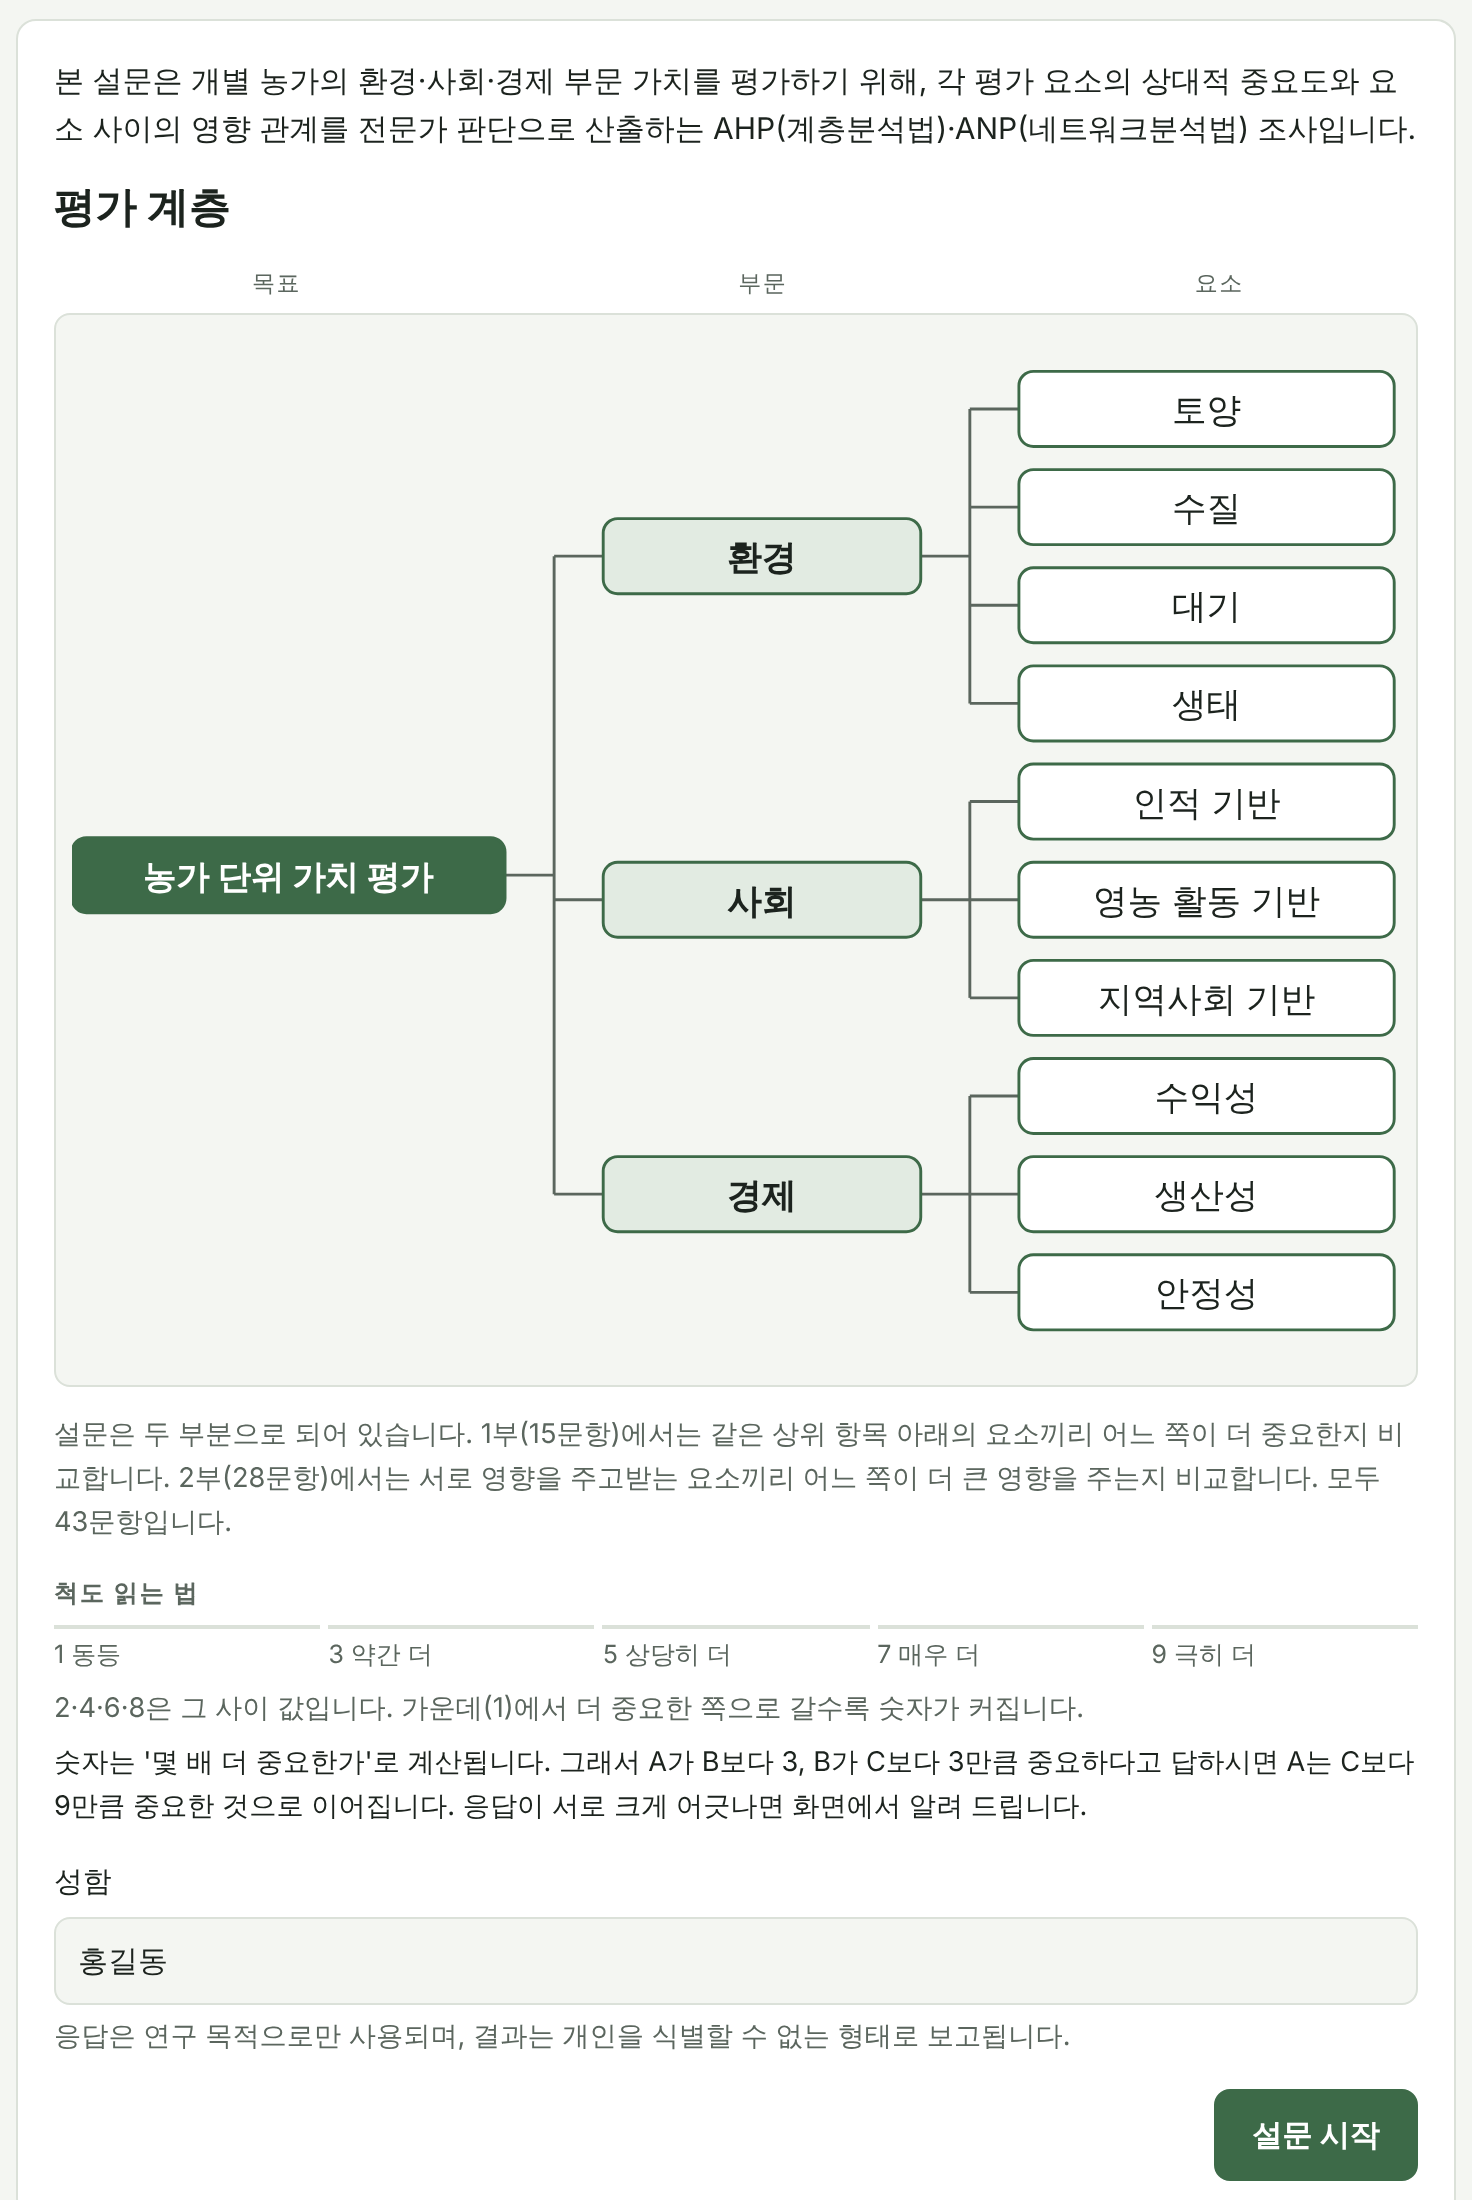 본 설문은 개별 농가의 환경·사회·경제 부문 가치를 평가하기 위해, 각 평가 요소의 상대적 중요도와 요
소 사이의 영향 관계를 전문가 판단으로 산출하는 AHP(계층분석법)·ANP(네트워크분석법) 조사입니다.
평가 계층
목표 부문 요소
토양
수질
환경
대기
생태
인적 기반
농가 단위 가치 평가
사회
영농 활동 기반
지역사회 기반
수익성
경제
생산성
안정성
설문은 두 부분으로 되어 있습니다. 1부(15문항)에서는 같은 상위 항목 아래의 요소끼리 어느 쪽이 더 중요한지 비
교합니다. 2부(28문항)에서는 서로 영향을 주고받는 요소끼리 어느 쪽이 더 큰 영향을 주는지 비교합니다. 모두
43문항입니다.
척도 읽는 법
1 동등 3 약간 더 5 상당히 더 7 매우 더 9 극히 더
2·4·6·8은 그 사이 값입니다. 가운데(1)에서 더 중요한 쪽으로 갈수록 숫자가 커집니다.
숫자는 '몇 배 더 중요한가'로 계산됩니다. 그래서 A가 B보다 3, B가 C보다 3만큼 중요하다고 답하시면 A는 C보다
9만큼 중요한 것으로 이어집니다. 응답이 서로 크게 어긋나면 화면에서 알려 드립니다.
성함
홍길동
응답은 연구 목적으로만 사용되며, 결과는 개인을 식별할 수 없는 형태로 보고됩니다.
설문 시작